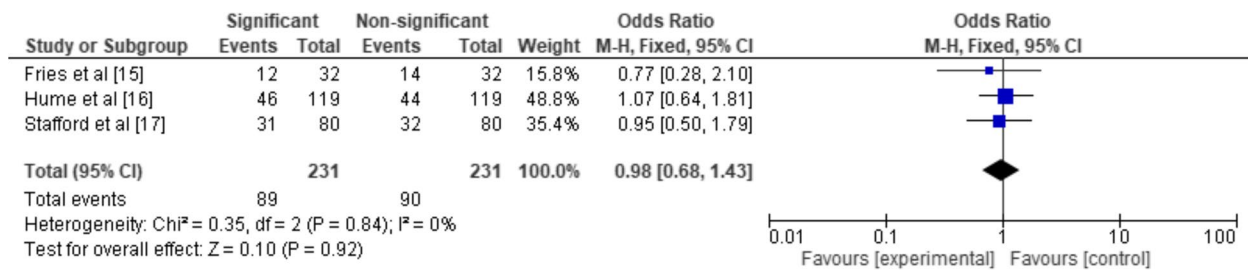 Significant Non-significant Odds Ratio Odds Ratio
Study or Subgroup Events Total Events Total Weight M-H, Fixed, 95% CI M-H, Fixed, 95% CI
Fries et al [15] 12 32 14 32 15.8% 0.77 [0.28, 2.10]
Hume et al [16] 46 119 44 119 48.8% 1.07 [0.64, 1.81]
Stafford et al [17] 31 80 32 80 35.4% 0.95 [0.50, 1.79]
Total (95% CI) 231 231 100.0% 0.98 [0.68, 1.43]
Total events 89 90
Heterogeneity: Chi² = 0.35, df = 2 (P = 0.84); I² = 0%
Test for overall effect: Z = 0.10 (P = 0.92)
0.01 0.1 1 10 100
Favours [experimental] Favours [control]